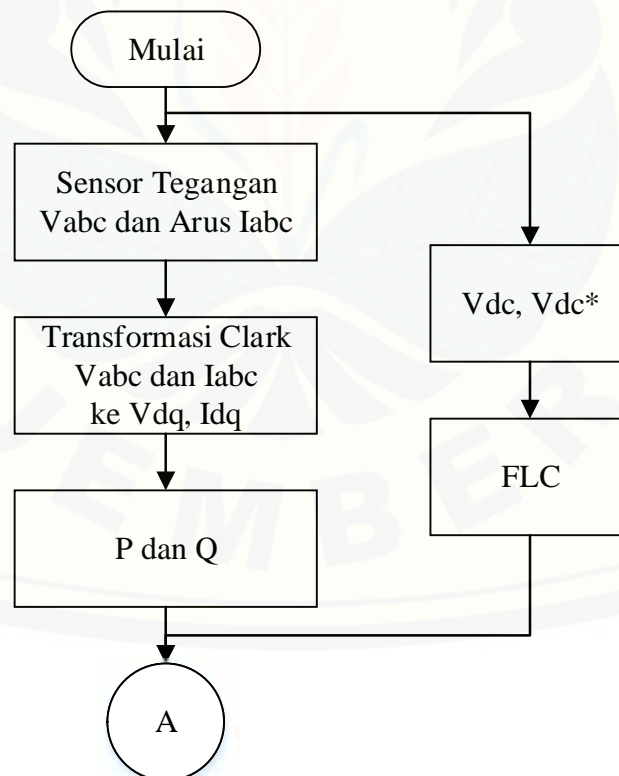 Mulai
Sensor Tegangan
Vabc dan Arus Iabc
Transformasi Clark
Vabc dan Iabc
ke Vdq, Idq
P dan Q
Vdc, Vdc*
FLC
A
EMBER